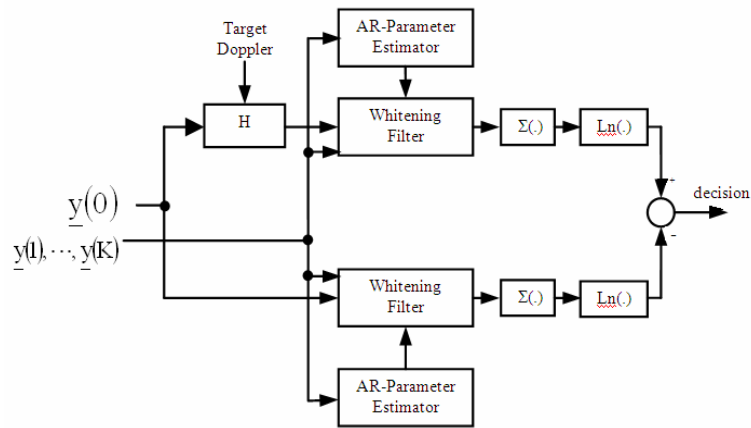 Target
Doppler
AR-Parameter
Estimator
H
Whitening
Filter
Σ(.)
Ln(.)
+
decision
-
y(0)
y(1),⋯,y(K)
Whitening
Filter
Σ(.)
Ln(.)
AR-Parameter
Estimator